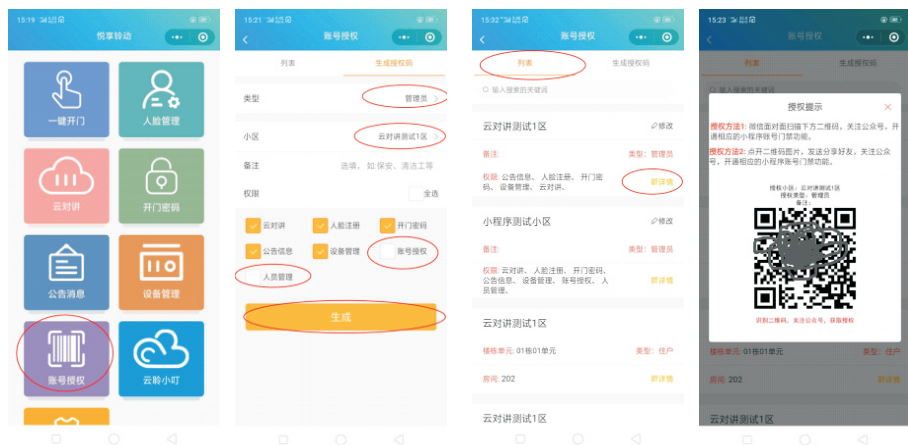 15:19
悦享铃动
一键开门
人脸管理
云对讲
开门密码
公告消息
设备管理
账号授权
云聆小叮
15:21
账号授权
列表
生成授权码
类型
管理员 >
小区
云对讲测试1区 >
备注
选填, 如:保安、清洁工等
权限
全选
云对讲
人脸注册
开门密码
公告信息
设备管理
账号授权
人员管理
生成
15:32
账号授权
列表
生成授权码
输入搜索的关键词
云对讲测试1区
修改
备注:
类型: 管理员
权限: 公告信息、 人脸注册、 开门密
码、 设备管理、 云对讲、
详情
小程序测试小区
修改
备注:
类型: 管理员
权限: 云对讲、 人脸注册、 开门密码、
公告信息、 设备管理、 账号授权、 人
员管理、
详情
云对讲测试1区
楼栋单元: 01栋01单元
类型: 住户
房间: 202
详情
云对讲测试1区
15:23
账号授权
列表
生成授权码
输入搜索的关键词
授权提示
×
授权方法1: 微信面对面扫描下方二维码, 关注公众号, 开
通相应的小程序账号门禁功能。
授权方法2: 点开二维码图片, 发送分享好友, 关注公众
号, 开通相应的小程序账号门禁功能。
授权小区: 云对讲测试1区
授权类型: 管理员
备注:
识别二维码, 关注公众号, 获取授权
楼栋单元: 01栋01单元
类型: 住户
房间: 202
详情
云对讲测试1区